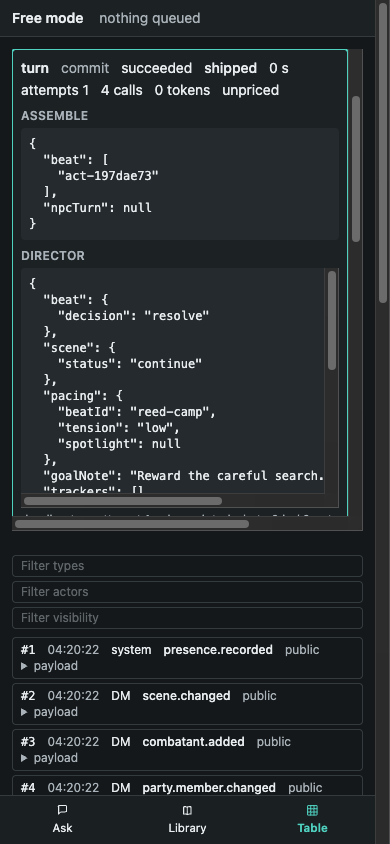 Free mode nothing queued
turn commit succeeded shipped 0 s
attempts 1 4 calls 0 tokens unpriced
ASSEMBLE
{
  "beat": [
    "act-197dae73"
  ],
  "npcTurn": null
}
DIRECTOR
{
  "beat": {
    "decision": "resolve"
  },
  "scene": {
    "status": "continue"
  },
  "pacing": {
    "beatId": "reed-camp",
    "tension": "low",
    "spotlight": null
  },
  "goalNote": "Reward the careful search.
  "trackers": []
Filter types
Filter actors
Filter visibility
#1 04:20:22 system presence.recorded public
▶ payload
#2 04:20:22 DM scene.changed public
▶ payload
#3 04:20:22 DM combatant.added public
▶ payload
#4 04:20:22 DM party.member.changed public
Ask Library Table